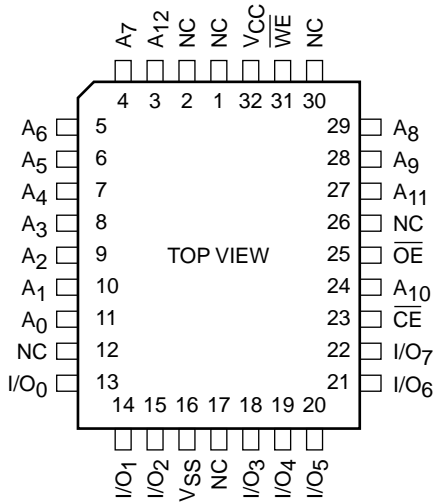 A7 A12 NC NC VCC W̅E̅ NC
4 3 2 1 32 31 30
A6 5 29 A8
A5 6 28 A9
A4 7 27 A11
A3 8 26 NC
A2 9 TOP VIEW 25 O̅E̅
A1 10 24 A10
A0 11 23 C̅E̅
NC 12 22 I/O7
I/O0 13 21 I/O6
14 15 16 17 18 19 20
I/O1 I/O2 VSS NC I/O3 I/O4 I/O5